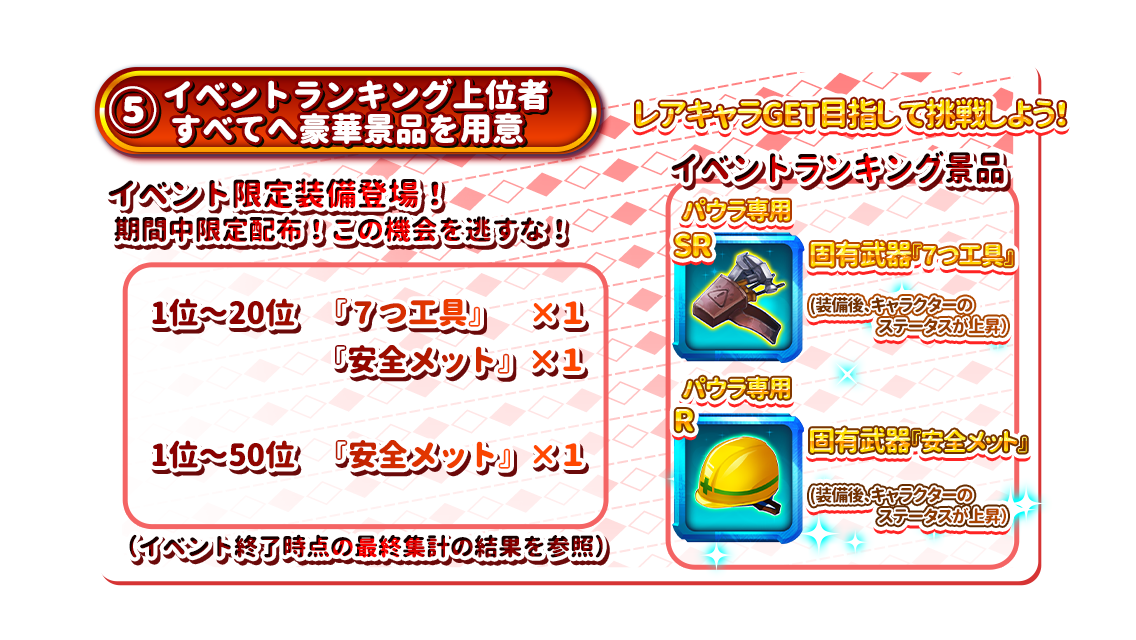 ⑤ イベントランキング上位者
すべてへ豪華景品を用意
イベント限定装備登場！
期間中限定配布！この機会を逃すな！
1位～20位 『７つ工具』 ×１
『安全メット』×１
1位～50位 『安全メット』×１
（イベント終了時点の最終集計の結果を参照）
レアキャラGET目指して挑戦しよう！
イベントランキング景品
パウラ専用
SR
固有武器『７つ工具』
(装備後、キャラクターの
ステータスが上昇)
パウラ専用
R
固有武器『安全メット』
(装備後、キャラクターの
ステータスが上昇)